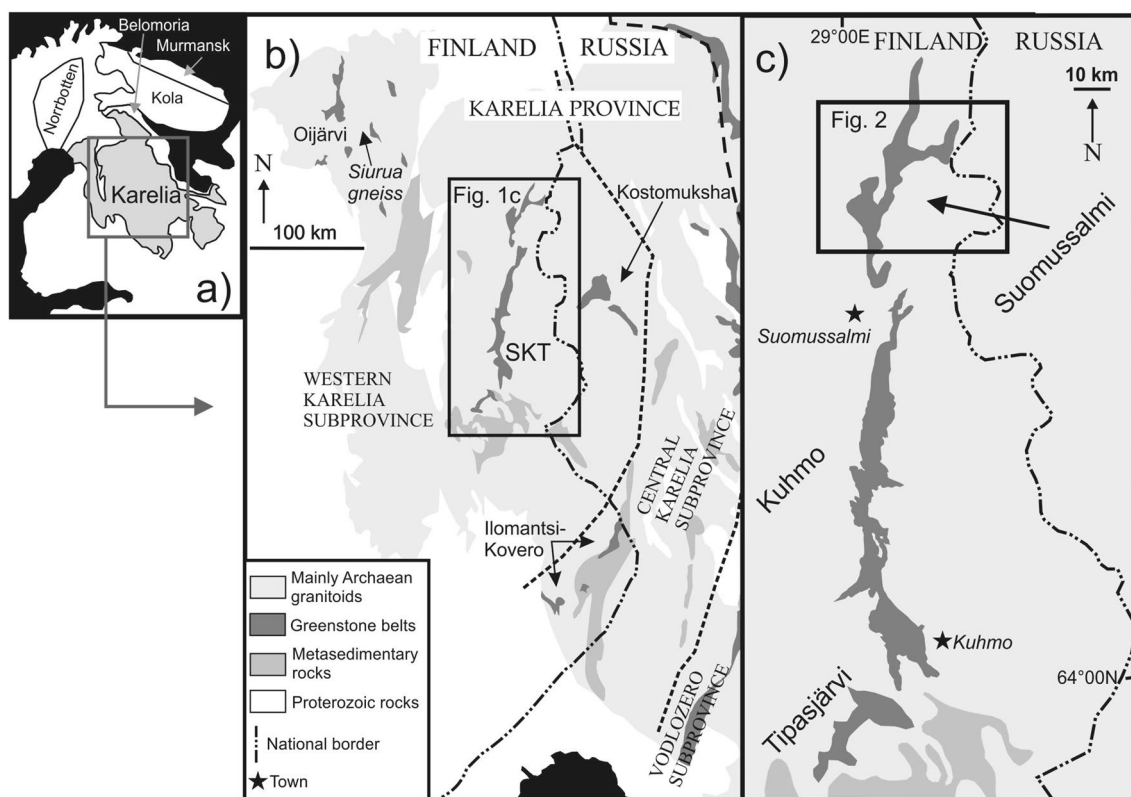 Belomoria
Murmansk
Norrbotten
Kola
Karelia
a)
b)
FINLAND
RUSSIA
KARELIA PROVINCE
Oijärvi
Siurua
gneiss
N
100 km
Fig. 1c
Kostomuksha
SKT
WESTERN
KARELIA
SUBPROVINCE
CENTRAL
KARELIA
SUBPROVINCE
Ilomantsi-
Kovero
VODLOZERO
SUBPROVINCE
Mainly Archaean
granitoids
Greenstone belts
Metasedimentary
rocks
Proterozoic rocks
National border
Town
c)
29°00E
FINLAND
RUSSIA
10 km
N
Fig. 2
Suomussalmi
Suomussalmi
Kuhmo
Kuhmo
64°00N
Tipasjärvi